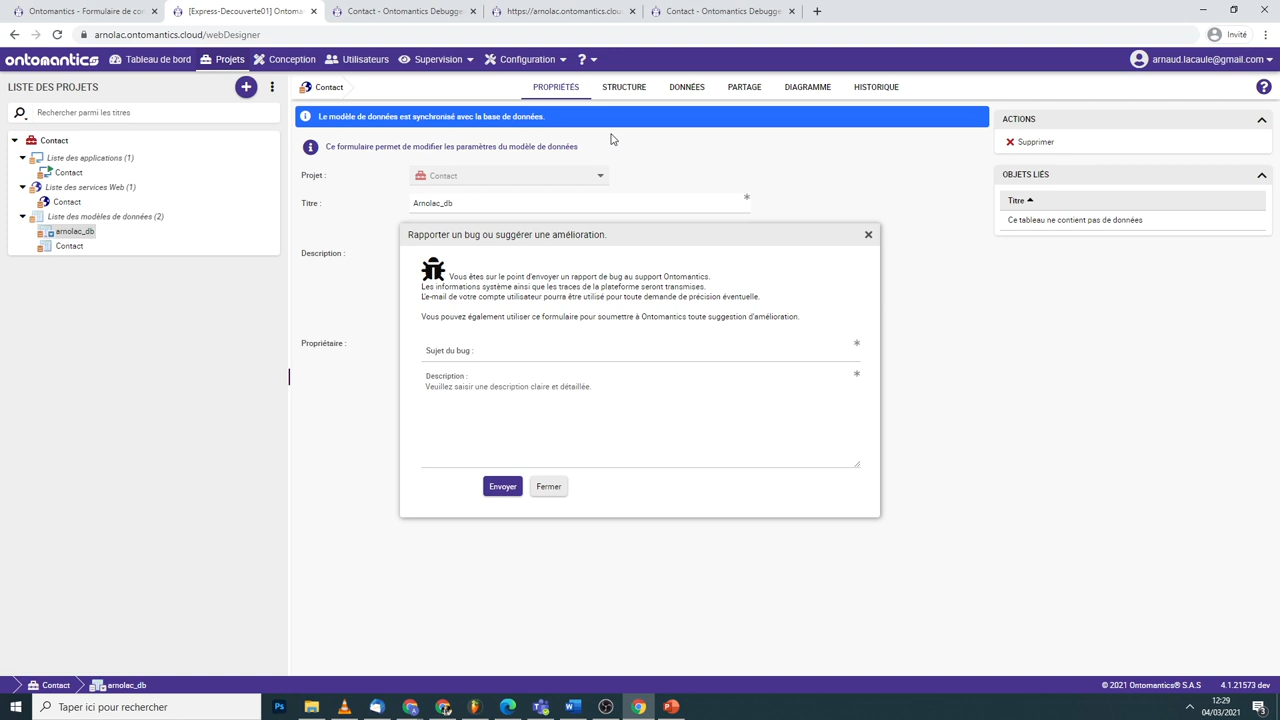 Ontomantics - Formulaire de con
[Express-Decouverte01] Ontoma
Contact - Ontomantics Debugge
https://arnolac.ontomantics.clo
Contact - Ontomantics Debugge
arnolac.ontomantics.cloud/webDesigner
Invité
ontomantics
Tableau de bord
Projets
Conception
Utilisateurs
Supervision
Configuration
?
arnaud.lacaule@gmail.com
LISTE DES PROJETS
Contact
PROPRIÉTÉS
STRUCTURE
DONNÉES
PARTAGE
DIAGRAMME
HISTORIQUE
Rechercher parmi les titres
Le modèle de données est synchronisé avec la base de données.
ACTIONS
Contact
Ce formulaire permet de modifier les paramètres du modèle de données
Supprimer
Liste des applications (1)
Contact
Projet :
Contact
OBJETS LIÉS
Liste des services Web (1)
Contact
Titre :
Arnolac_db
*
Titre
Liste des modèles de données (2)
Ce tableau ne contient pas de données
arnolac_db
Contact
Rapporter un bug ou suggérer une amélioration.
Description :
Vous êtes sur le point d'envoyer un rapport de bug au support Ontomantics.
Les informations système ainsi que les traces de la plateforme seront transmises.
L'e-mail de votre compte utilisateur pourra être utilisé pour toute demande de précision éventuelle.
Vous pouvez également utiliser ce formulaire pour soumettre à Ontomantics toute suggestion d'amélioration.
Propriétaire :
Sujet du bug :
*
Description :
*
Veuillez saisir une description claire et détaillée.
Envoyer
Fermer
Contact
arnolac_db
© 2021 Ontomantics® S.A.S
4.1.21573 dev
Taper ici pour rechercher
12:29
04/03/2021